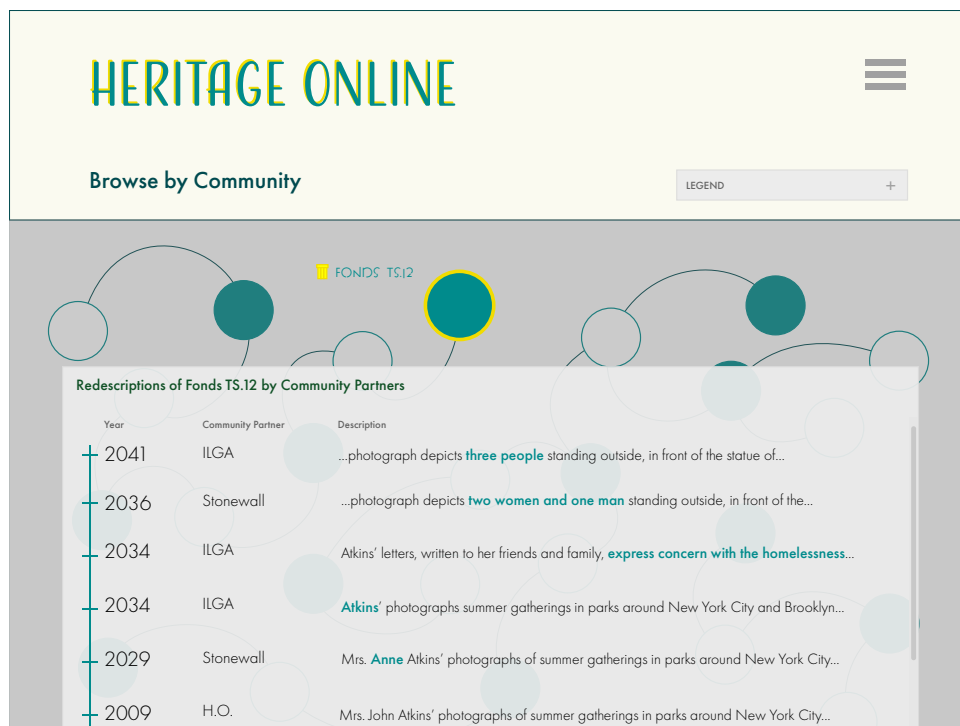 HERITAGE ONLINE
Browse by Community
LEGEND +
FONDS TS.12
Redescriptions of Fonds TS.12 by Community Partners
Year Community Partner Description
2041 ILGA ...photograph depicts three people standing outside, in front of the statue of...
2036 Stonewall ...photograph depicts two women and one man standing outside, in front of the...
2034 ILGA Atkins' letters, written to her friends and family, express concern with the homelessness...
2034 ILGA Atkins' photographs summer gatherings in parks around New York City and Brooklyn...
2029 Stonewall Mrs. Anne Atkins' photographs of summer gatherings in parks around New York City...
2009 H.O. Mrs. John Atkins' photographs of summer gatherings in parks around New York City...